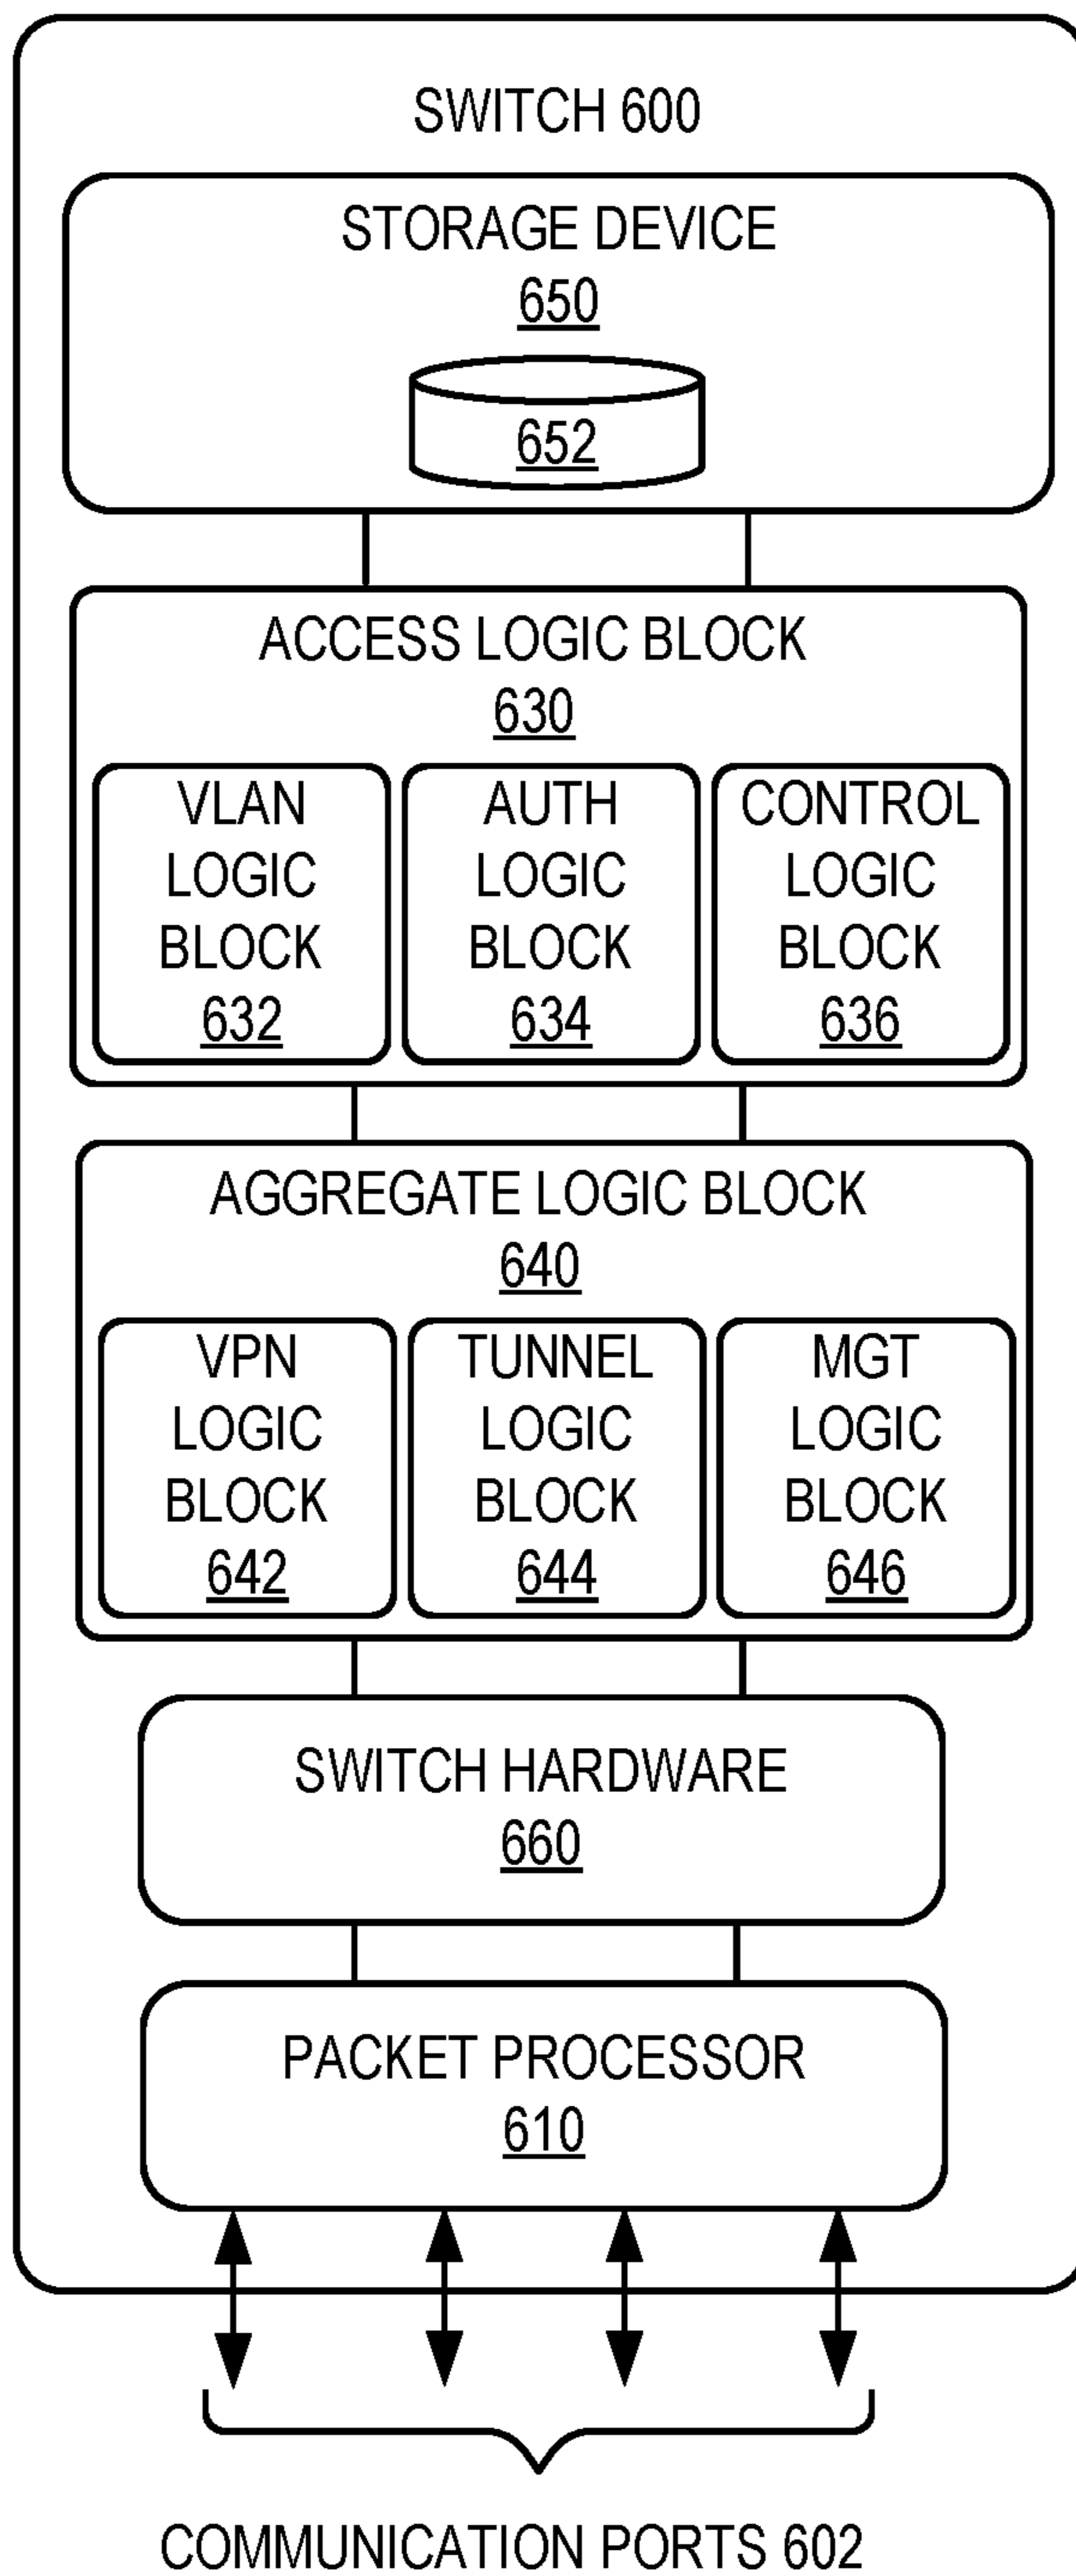 SWITCH 600
STORAGE DEVICE
650
652
ACCESS LOGIC BLOCK
630
VLAN
LOGIC
BLOCK
632
AUTH
LOGIC
BLOCK
634
CONTROL
LOGIC
BLOCK
636
AGGREGATE LOGIC BLOCK
640
VPN
LOGIC
BLOCK
642
TUNNEL
LOGIC
BLOCK
644
MGT
LOGIC
BLOCK
646
SWITCH HARDWARE
660
PACKET PROCESSOR
610
COMMUNICATION PORTS 602